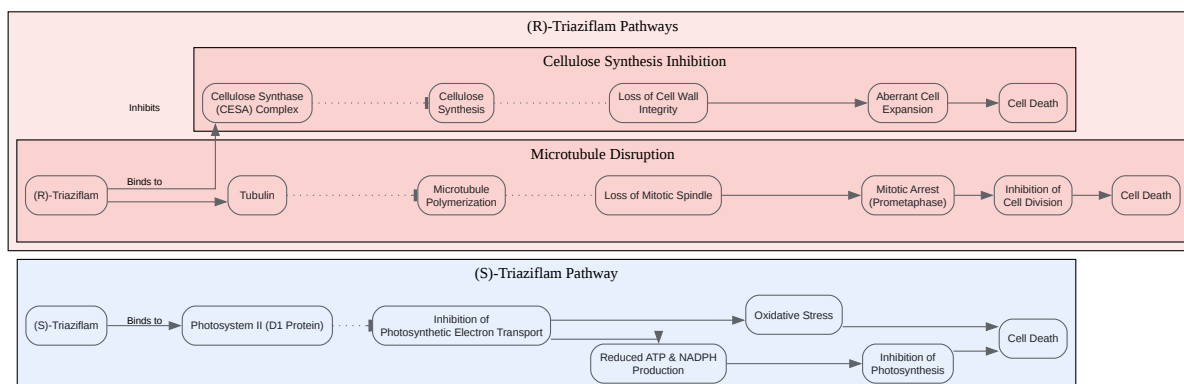 (R)-Triaziflam Pathways
Cellulose Synthesis Inhibition
Inhibits
Cellulose Synthase
(CESA) Complex
Cellulose
Synthesis
Loss of Cell Wall
Integrity
Aberrant Cell
Expansion
Cell Death
Microtubule Disruption
(R)-Triaziflam
Binds to
Tubulin
Microtubule
Polymerization
Loss of Mitotic Spindle
Mitotic Arrest
(Prometaphase)
Inhibition of
Cell Division
Cell Death
(S)-Triaziflam Pathway
(S)-Triaziflam
Binds to
Photosystem II (D1 Protein)
Inhibition of
Photosynthetic Electron Transport
Oxidative Stress
Reduced ATP & NADPH
Production
Inhibition of
Photosynthesis
Cell Death